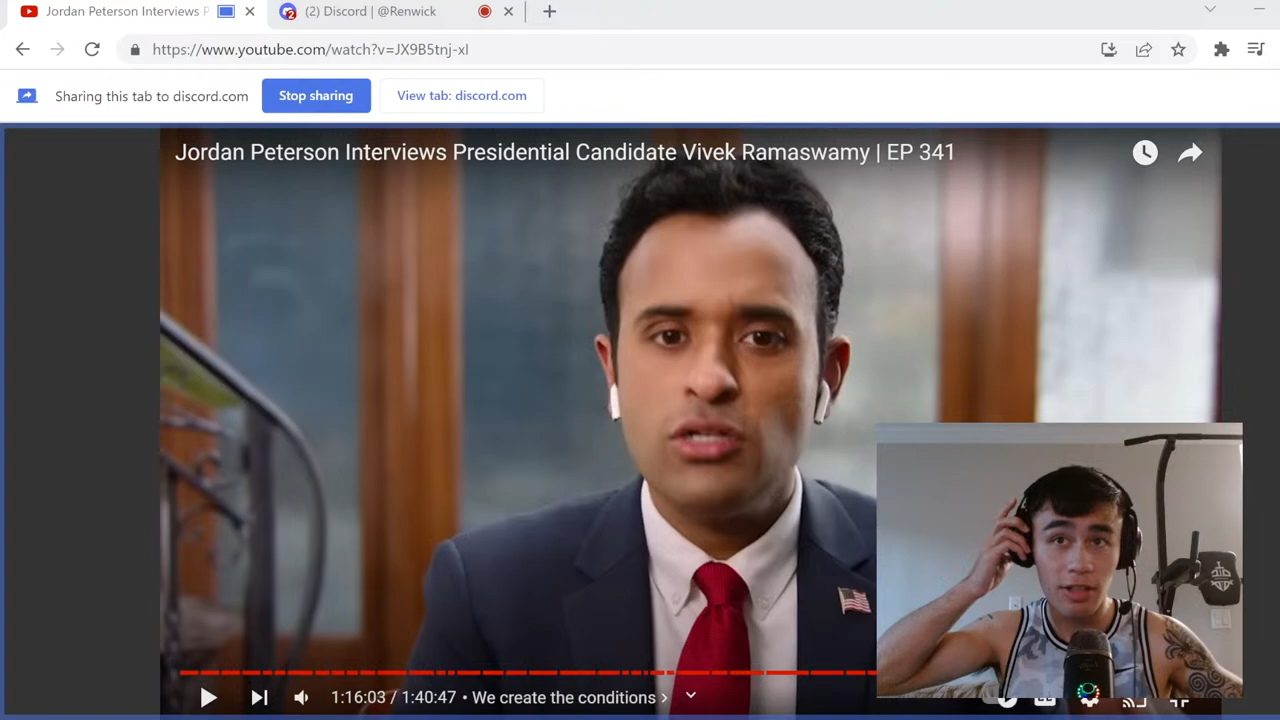 Jordan Peterson Interviews P
(2) Discord | @Renwick
https://www.youtube.com/watch?v=JX9B5tnj-xI
Sharing this tab to discord.com
Stop sharing
View tab: discord.com
Jordan Peterson Interviews Presidential Candidate Vivek Ramaswamy | EP 341
1:16:03 / 1:40:47 • We create the conditions